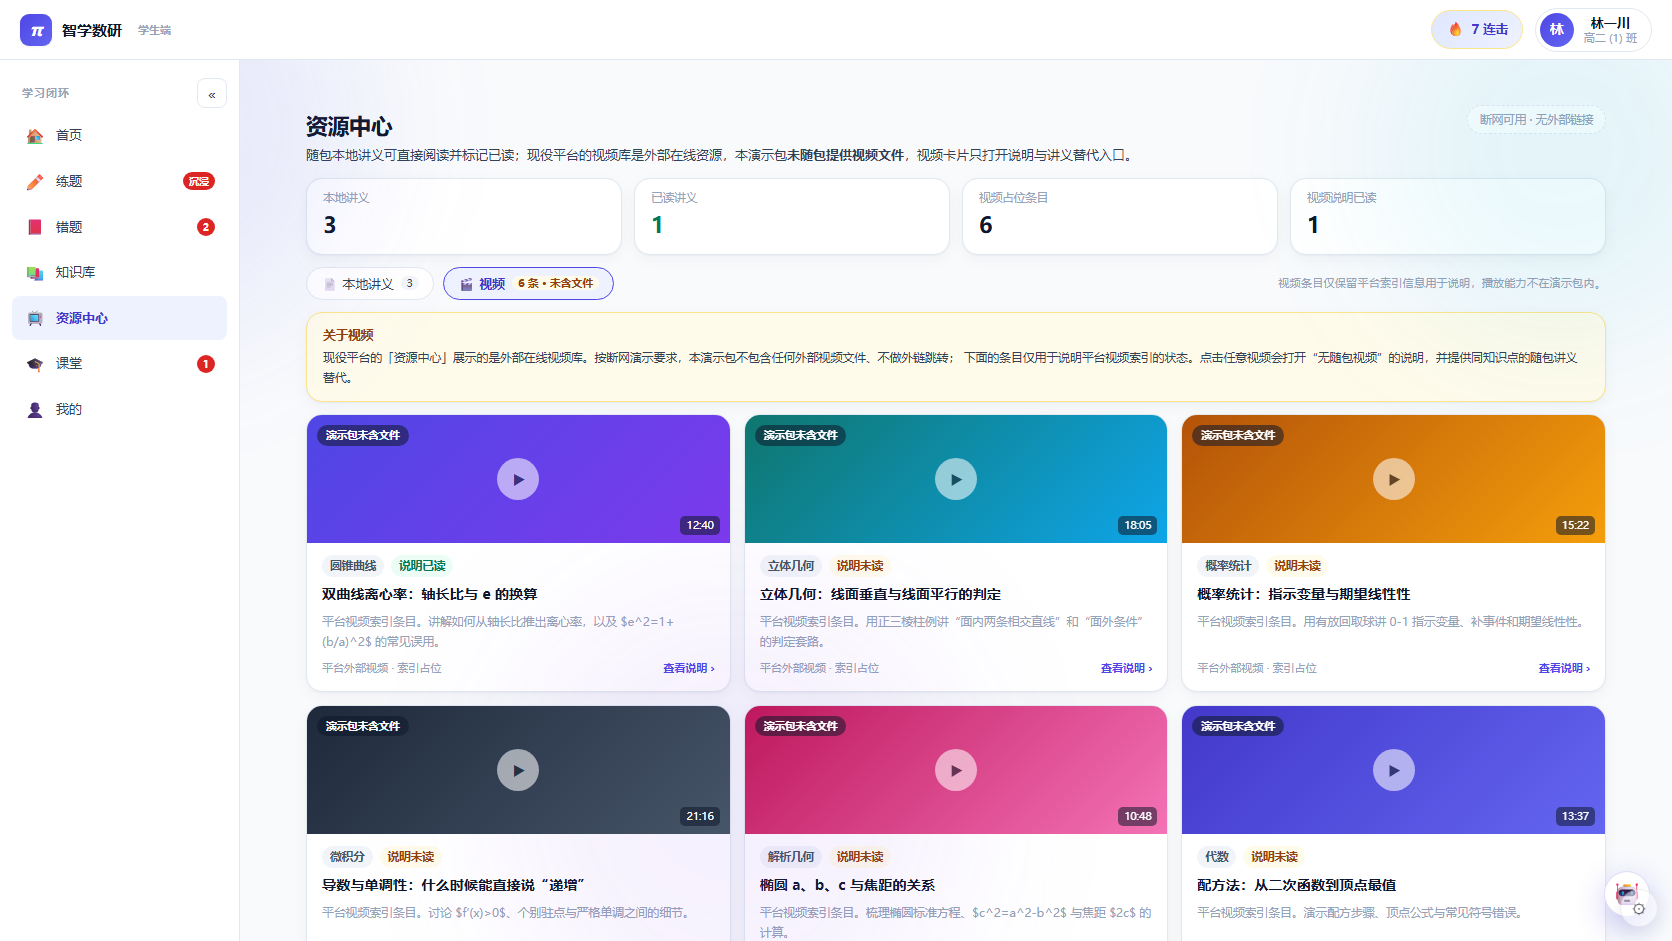 π 智学数研 学生端
7 连击
林 林一川
高二 (1) 班
学习闭环 «
首页
练题 沉浸
错题 2
知识库
资源中心
课堂 1
我的
资源中心
断网可用 · 无外部链接
随包本地讲义可直接阅读并标记已读；现役平台的视频库是外部在线资源，本演示包未随包提供视频文件，视频卡片只打开说明与讲义替代入口。
本地讲义
3
已读讲义
1
视频占位条目
6
视频说明已读
1
本地讲义 3
视频 6 条 • 未含文件
视频条目仅保留平台索引信息用于说明，播放能力不在演示包内。
关于视频
现役平台的「资源中心」展示的是外部在线视频库。按断网演示要求，本演示包不包含任何外部视频文件、不做外链跳转； 下面的条目仅用于说明平台视频索引的状态。点击任意视频会打开“无随包视频”的说明，并提供同知识点的随包讲义
替代。
演示包未含文件
12:40
圆锥曲线 说明已读
双曲线离心率：轴长比与 e 的换算
平台视频索引条目。讲解如何从轴长比推出离心率，以及 $e^2=1+
(b/a)^2$ 的常见误用。
平台外部视频 · 索引占位 查看说明 ›
演示包未含文件
18:05
立体几何 说明未读
立体几何：线面垂直与线面平行的判定
平台视频索引条目。用正三棱柱例讲“面内两条相交直线”和“面外条件”
的判定套路。
平台外部视频 · 索引占位 查看说明 ›
演示包未含文件
15:22
概率统计 说明未读
概率统计：指示变量与期望线性性
平台视频索引条目。用有放回取球讲 0-1 指示变量、补事件和期望线性性。
平台外部视频 · 索引占位 查看说明 ›
演示包未含文件
21:16
微积分 说明未读
导数与单调性：什么时候能直接说“递增”
平台视频索引条目。讨论 $f'(x)>0$、个别驻点与严格单调之间的细节。
演示包未含文件
10:48
解析几何 说明未读
椭圆 a、b、c 与焦距的关系
平台视频索引条目。梳理椭圆标准方程、$c^2=a^2-b^2$ 与焦距 $2c$ 的
计算。
演示包未含文件
13:37
代数 说明未读
配方法：从二次函数到顶点最值
平台视频索引条目。演示配方步骤、顶点公式与常见符号错误。